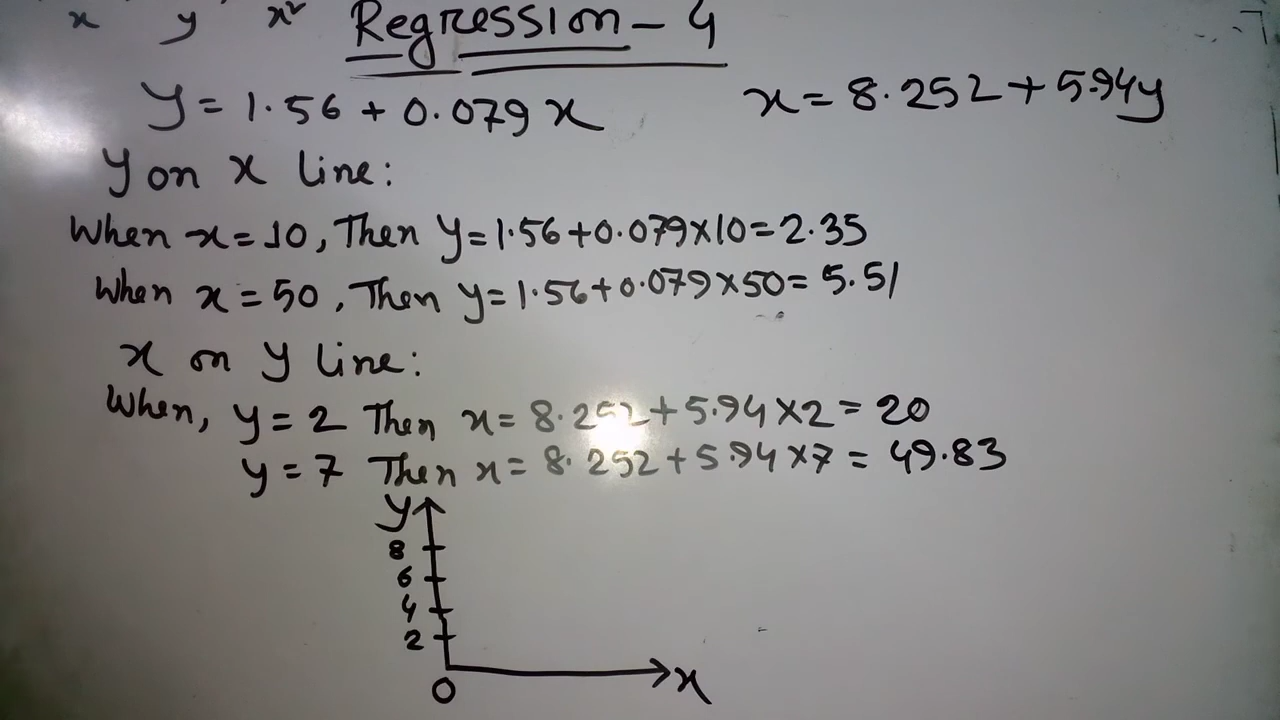 x y x²
Regression - 4
y = 1.56 + 0.079 x x = 8.252 + 5.94y
y on x line:
When x = 10, Then y = 1.56 + 0.079 × 10 = 2.35
When x = 50, Then y = 1.56 + 0.079 × 50 = 5.51
x on y line:
When, y = 2 Then x = 8.252 + 5.94 × 2 = 20
y = 7 Then x = 8.252 + 5.94 × 7 = 49.83
y
8
6
4
2
0 x